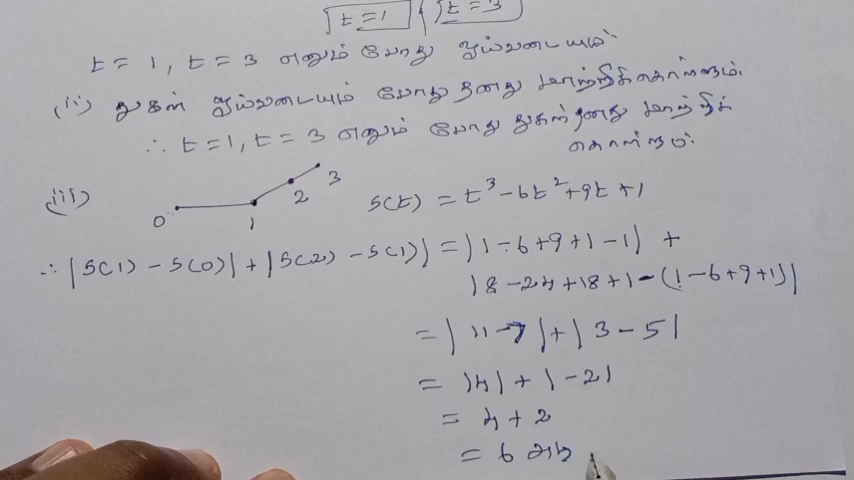 t = 1 t = 3
t = 1, t = 3 எனும் போது ஓய்வடையும்
(ii) துகள் ஓய்வடையும் போது தனது மாற்றிக்கொள்ளும்.
∴ t = 1, t = 3 எனும் போது துகள் தனது மாற்றிக்
கொள்ளும்.
(iii) 0 1 2 3 s(t) = t³ - 6t² + 9t + 1
∴ |s(1) - s(0)| + |s(2) - s(1)| = |1 - 6 + 9 + 1 - 1| +
|8 - 24 + 18 + 1 - (1 - 6 + 9 + 1)|
= | 11 - 7 | + | 3 - 5 |
= |4| + |-2|
= 4 + 2
= 6